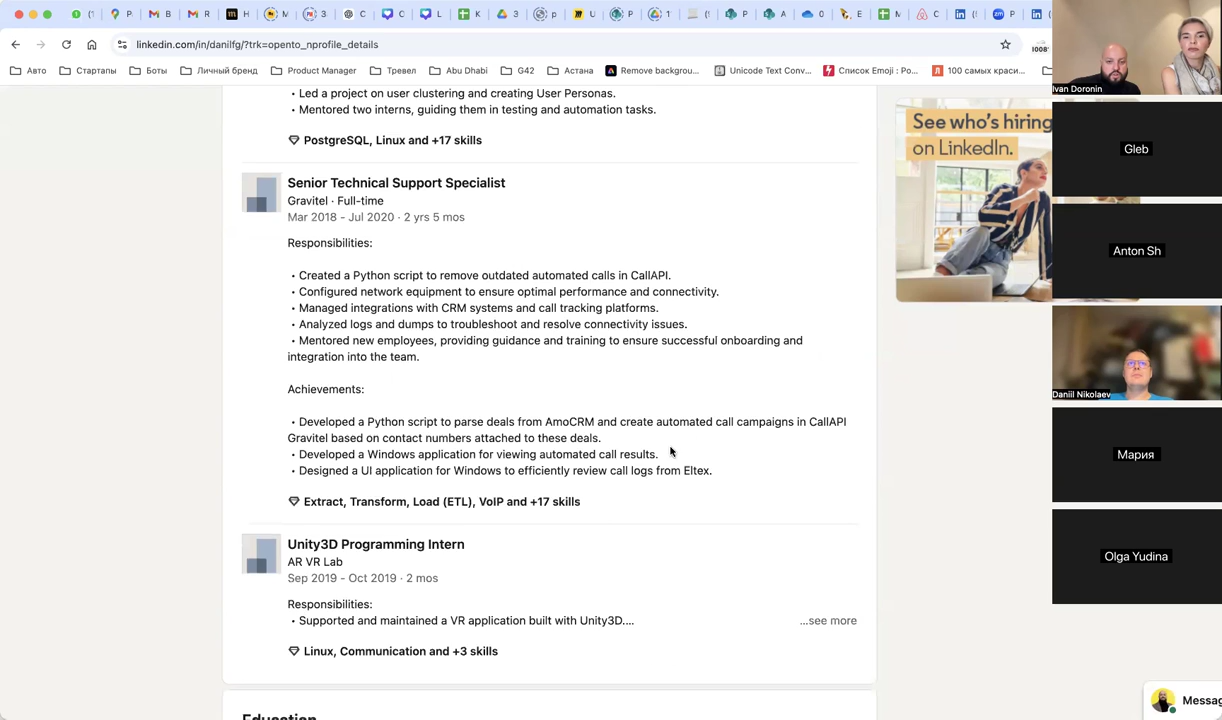 linkedin.com/in/danilfg/?trk=opento_nprofile_details
Авто
Стартапы
Боты
Личный бренд
Product Manager
Тревел
Abu Dhabi
G42
Астана
Remove backgrou...
Unicode Text Conv...
Список Emoji : Po...
100 самых краси...
• Led a project on user clustering and creating User Personas.
• Mentored two interns, guiding them in testing and automation tasks.
PostgreSQL, Linux and +17 skills
Senior Technical Support Specialist
Gravitel · Full-time
Mar 2018 - Jul 2020 · 2 yrs 5 mos
Responsibilities:
• Created a Python script to remove outdated automated calls in CallAPI.
• Configured network equipment to ensure optimal performance and connectivity.
• Managed integrations with CRM systems and call tracking platforms.
• Analyzed logs and dumps to troubleshoot and resolve connectivity issues.
• Mentored new employees, providing guidance and training to ensure successful onboarding and
integration into the team.
Achievements:
• Developed a Python script to parse deals from AmoCRM and create automated call campaigns in CallAPI
Gravitel based on contact numbers attached to these deals.
• Developed a Windows application for viewing automated call results.
• Designed a UI application for Windows to efficiently review call logs from Eltex.
Extract, Transform, Load (ETL), VoIP and +17 skills
Unity3D Programming Intern
AR VR Lab
Sep 2019 - Oct 2019 · 2 mos
Responsibilities:
• Supported and maintained a VR application built with Unity3D....
...see more
Linux, Communication and +3 skills
Education
See who's hiring
on LinkedIn.
Ivan Doronin
Gleb
Anton Sh
Daniil Nikolaev
Мария
Olga Yudina
Messag